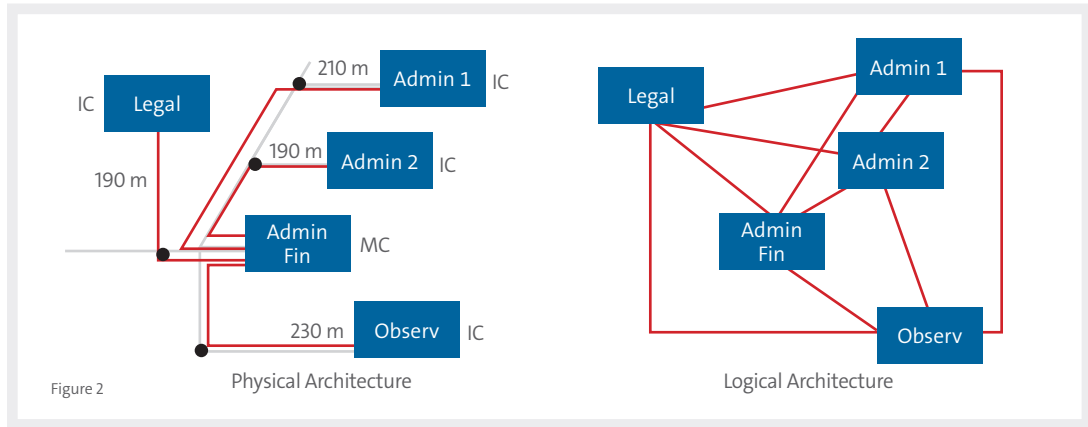 210 m
Admin 1
IC
IC
Legal
190 m
Admin 2
IC
190 m
Admin
Fin
MC
230 m
Observ
IC
Figure 2
Physical Architecture
Admin 1
Legal
Admin 2
Admin
Fin
Observ
Logical Architecture